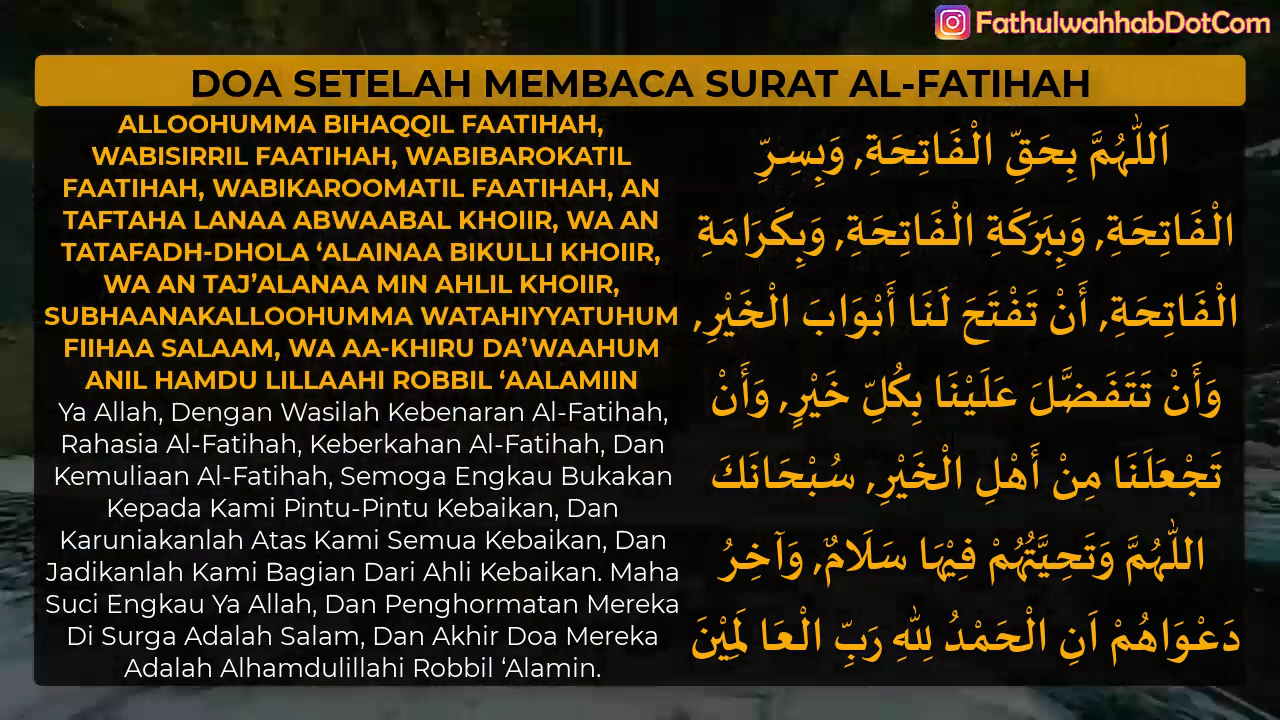 FathulwahhabDotCom
DOA SETELAH MEMBACA SURAT AL-FATIHAH
ALLOOHUMMA BIHAQQIL FAATIHAH,
WABISIRRIL FAATIHAH, WABIBAROKATIL
FAATIHAH, WABIKAROOMATIL FAATIHAH, AN
TAFTAHA LANAA ABWAABAL KHOIIR, WA AN
TATAFADH-DHOLA ‘ALAINAA BIKULLI KHOIIR,
WA AN TAJ’ALANAA MIN AHLIL KHOIIR,
SUBHAANAKALLOOHUMMA WATAHIYYATUHUM
FIIHAA SALAAM, WA AA-KHIRU DA’WAAHUM
ANIL HAMDU LILLAAHI ROBBIL ‘AALAMIIN
Ya Allah, Dengan Wasilah Kebenaran Al-Fatihah,
Rahasia Al-Fatihah, Keberkahan Al-Fatihah, Dan
Kemuliaan Al-Fatihah, Semoga Engkau Bukakan
Kepada Kami Pintu-Pintu Kebaikan, Dan
Karuniakanlah Atas Kami Semua Kebaikan, Dan
Jadikanlah Kami Bagian Dari Ahli Kebaikan. Maha
Suci Engkau Ya Allah, Dan Penghormatan Mereka
Di Surga Adalah Salam, Dan Akhir Doa Mereka
Adalah Alhamdulillahi Robbil ‘Alamin.
اَللّٰهُمَّ بِحَقِّ الْفَاتِحَةِ, وَبِسِرِّ
الْفَاتِحَةِ, وَبِبَرَكَةِ الْفَاتِحَةِ, وَبِكَرَامَةِ
الْفَاتِحَةِ, أَنْ تَفْتَحَ لَنَا أَبْوَابَ الْخَيْرِ,
وَأَنْ تَتَفَضَّلَ عَلَيْنَا بِكُلِّ خَيْرٍ, وَأَنْ
تَجْعَلَنَا مِنْ أَهْلِ الْخَيْرِ, سُبْحَانَكَ
اللّٰهُمَّ وَتَحِيَّتُهُمْ فِيْهَا سَلَامٌ, وَآخِرُ
دَعْوَاهُمْ اَنِ الْحَمْدُ لِلّٰهِ رَبِّ الْعَا لَمِيْنَ